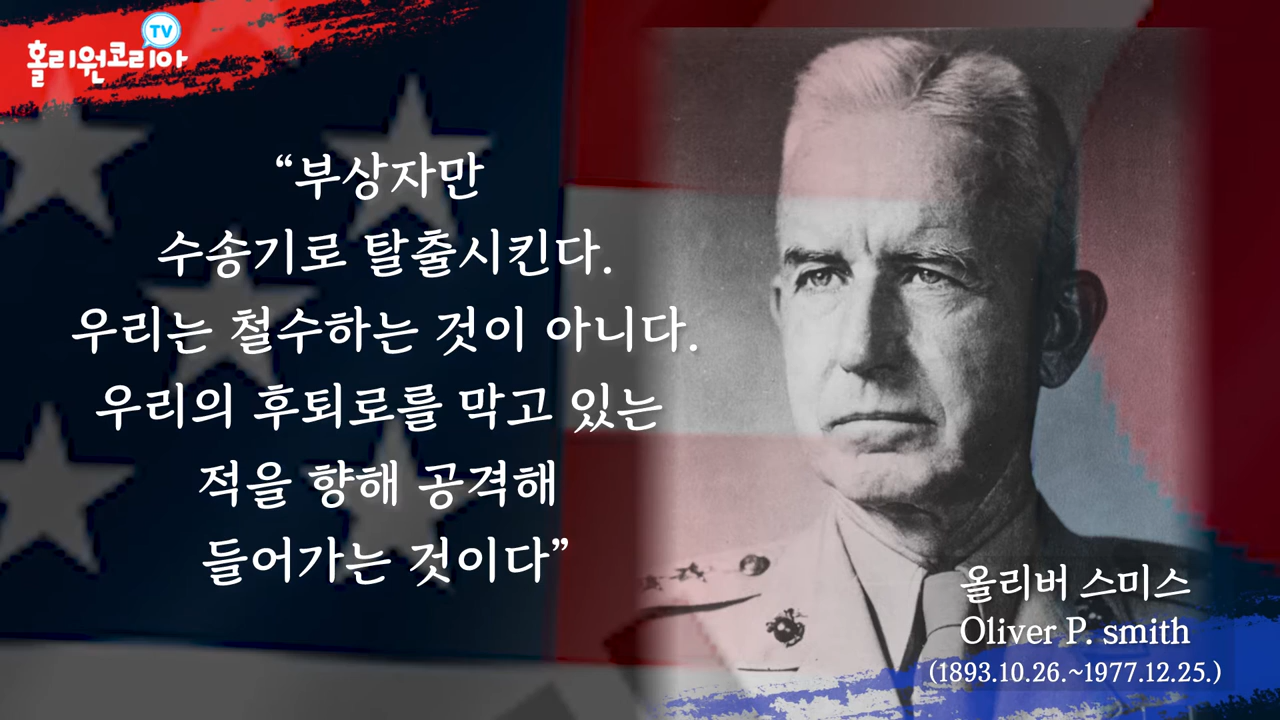 홀리원코리아
TV
“부상자만
수송기로 탈출시킨다.
우리는 철수하는 것이 아니다.
우리의 후퇴로를 막고 있는
적을 향해 공격해
들어가는 것이다”
올리버 스미스
Oliver P. smith
(1893.10.26.~1977.12.25.)